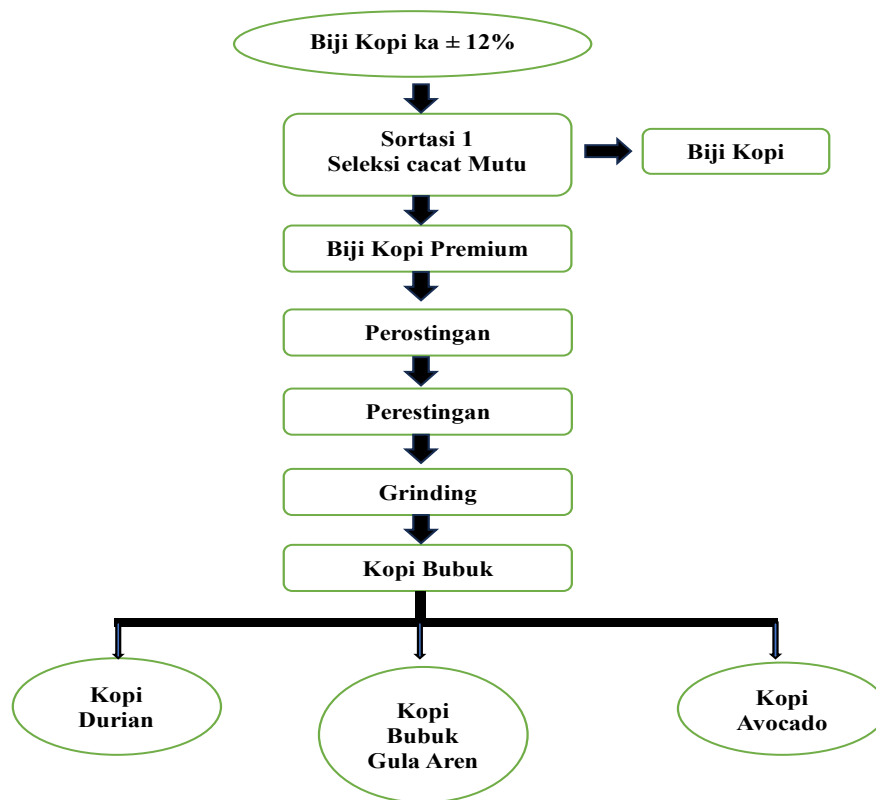 Biji Kopi ka ± 12%
Sortasi 1
Seleksi cacat Mutu
Biji Kopi
Biji Kopi Premium
Perostingan
Perestingan
Grinding
Kopi Bubuk
Kopi
Durian
Kopi
Bubuk
Gula Aren
Kopi
Avocado